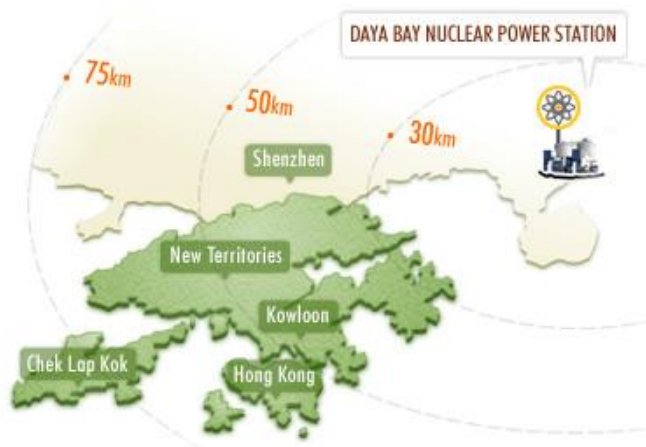 DAYA BAY NUCLEAR POWER STATION
75km
50km
30km
Shenzhen
New Territories
Kowloon
Chek Lap Kok
Hong Kong